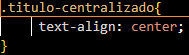 .titulo-centralizado{
    text-align: center;
}